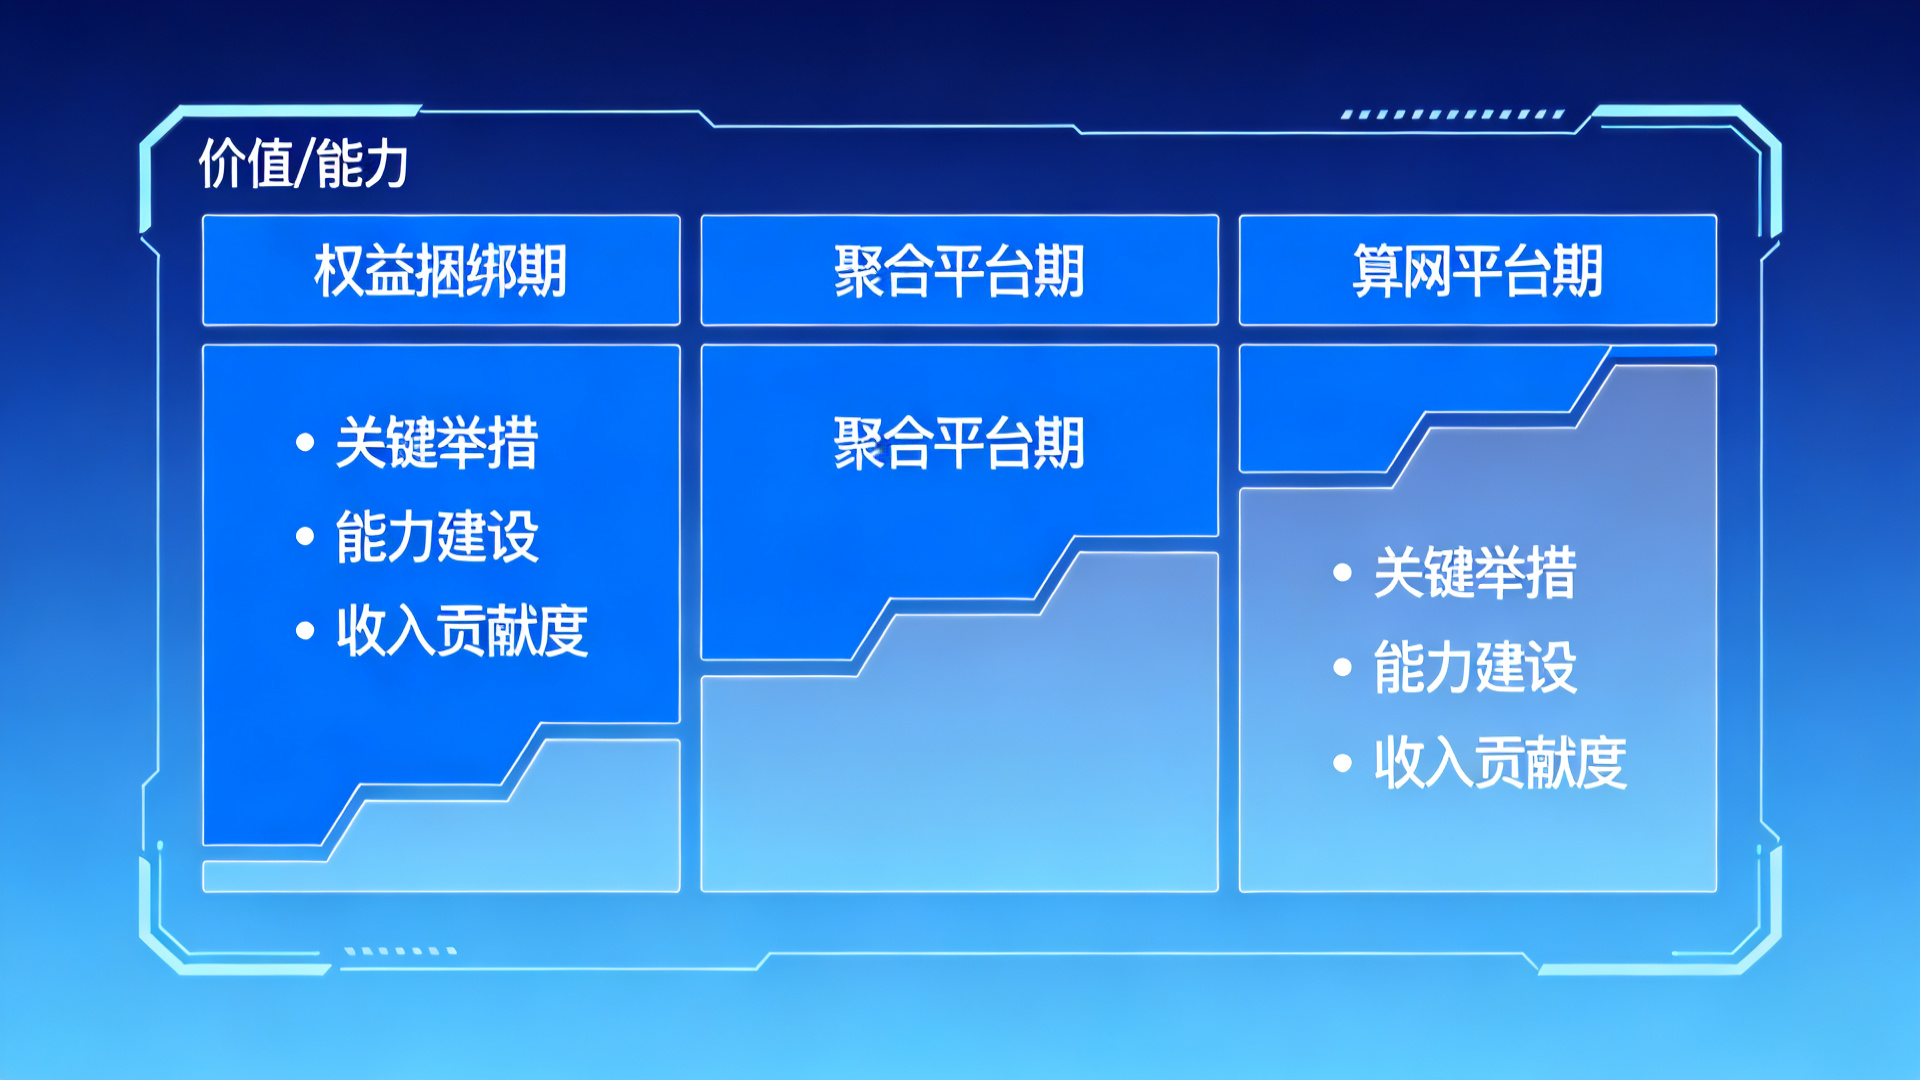 价值/能力
权益捆绑期
聚合平台期
算网平台期
• 关键举措
• 能力建设
• 收入贡献度
聚合平台期
• 关键举措
• 能力建设
• 收入贡献度